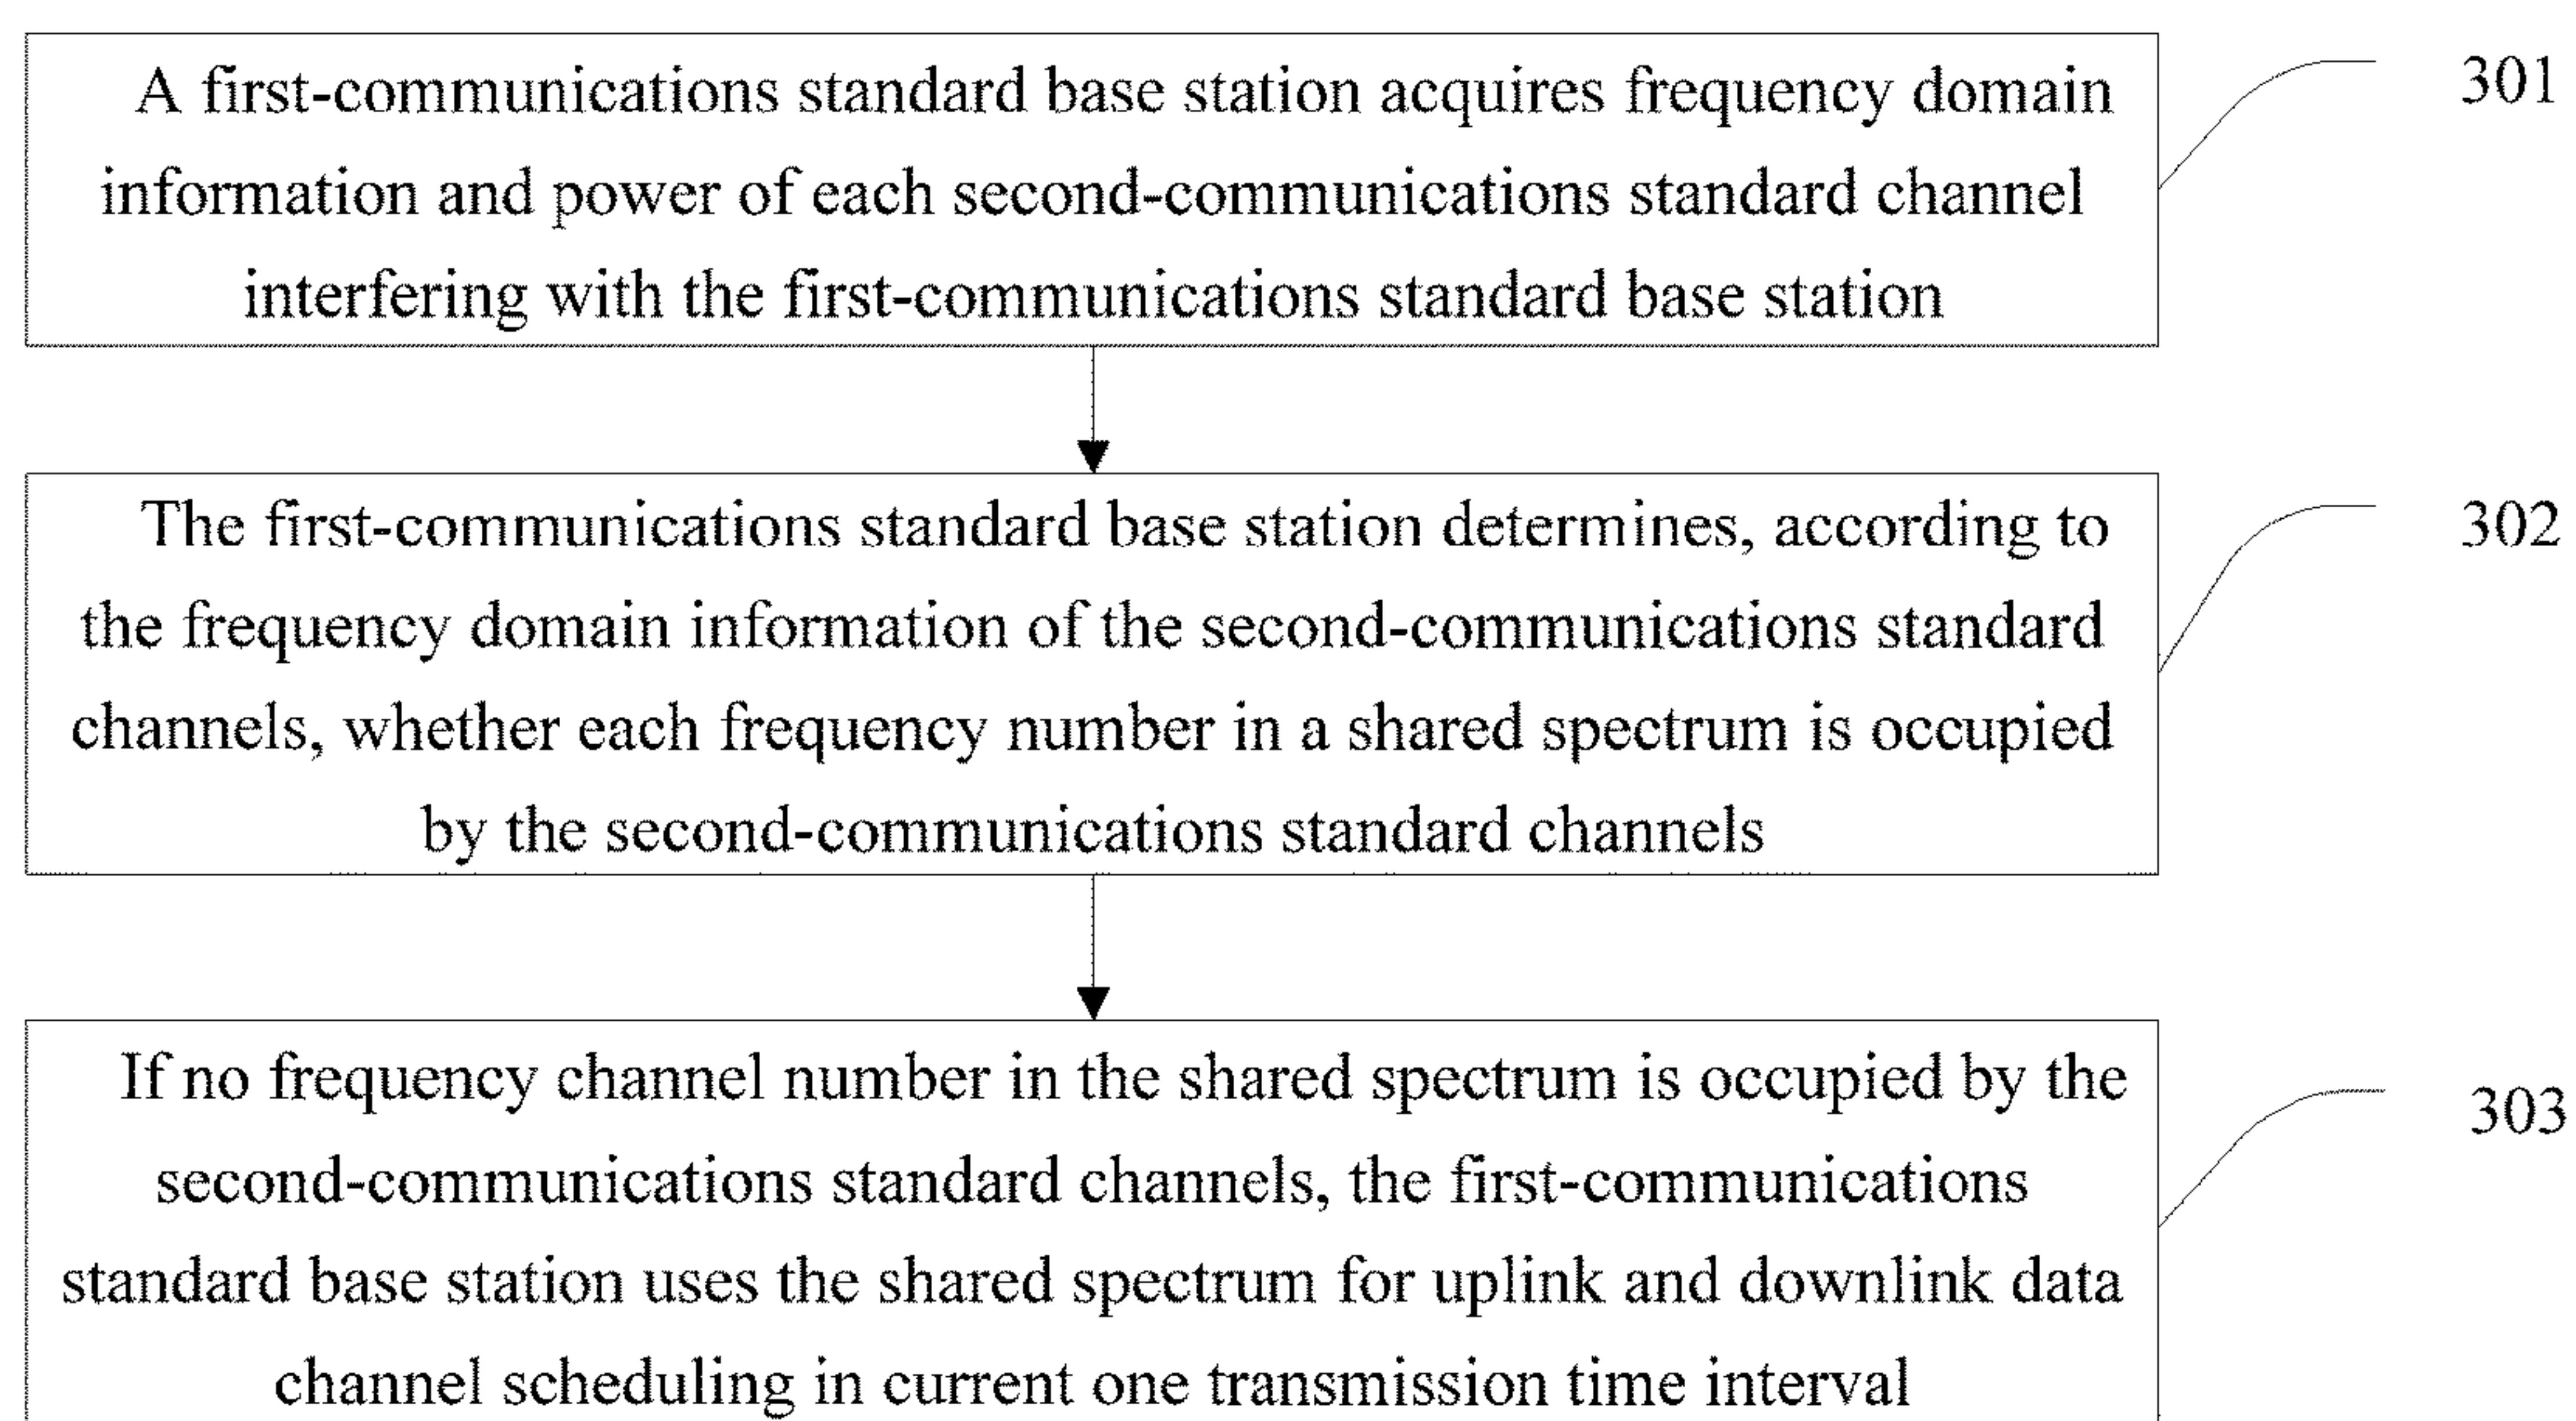 A first-communications standard base station acquires frequency domain
information and power of each second-communications standard channel
interfering with the first-communications standard base station
301
The first-communications standard base station determines, according to
the frequency domain information of the second-communications standard
channels, whether each frequency number in a shared spectrum is occupied
by the second-communications standard channels
302
If no frequency channel number in the shared spectrum is occupied by the
second-communications standard channels, the first-communications
standard base station uses the shared spectrum for uplink and downlink data
channel scheduling in current one transmission time interval
303